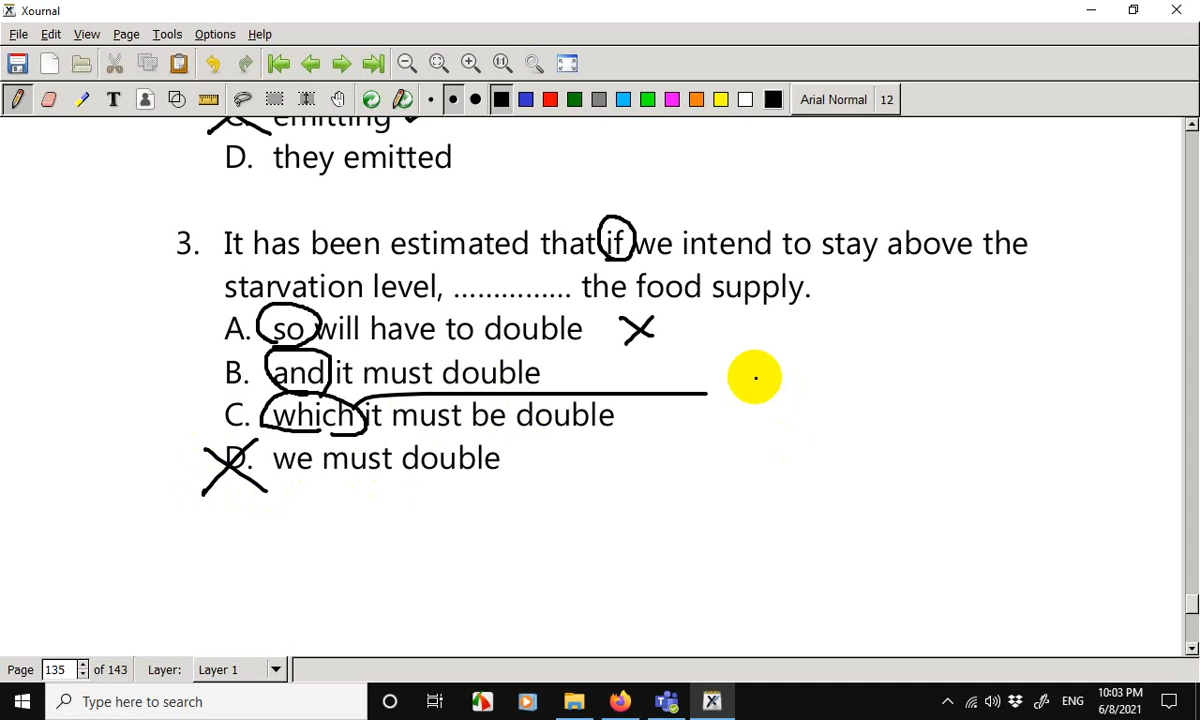 Xournal
File Edit View Page Tools Options Help
Arial Normal 12
C. emitting
D. they emitted
3. It has been estimated that if we intend to stay above the
starvation level, ............... the food supply.
A. so will have to double
B. and it must double
C. which it must be double
D. we must double
Page 135 of 143 Layer: Layer 1
Type here to search
ENG
10:03 PM
6/8/2021